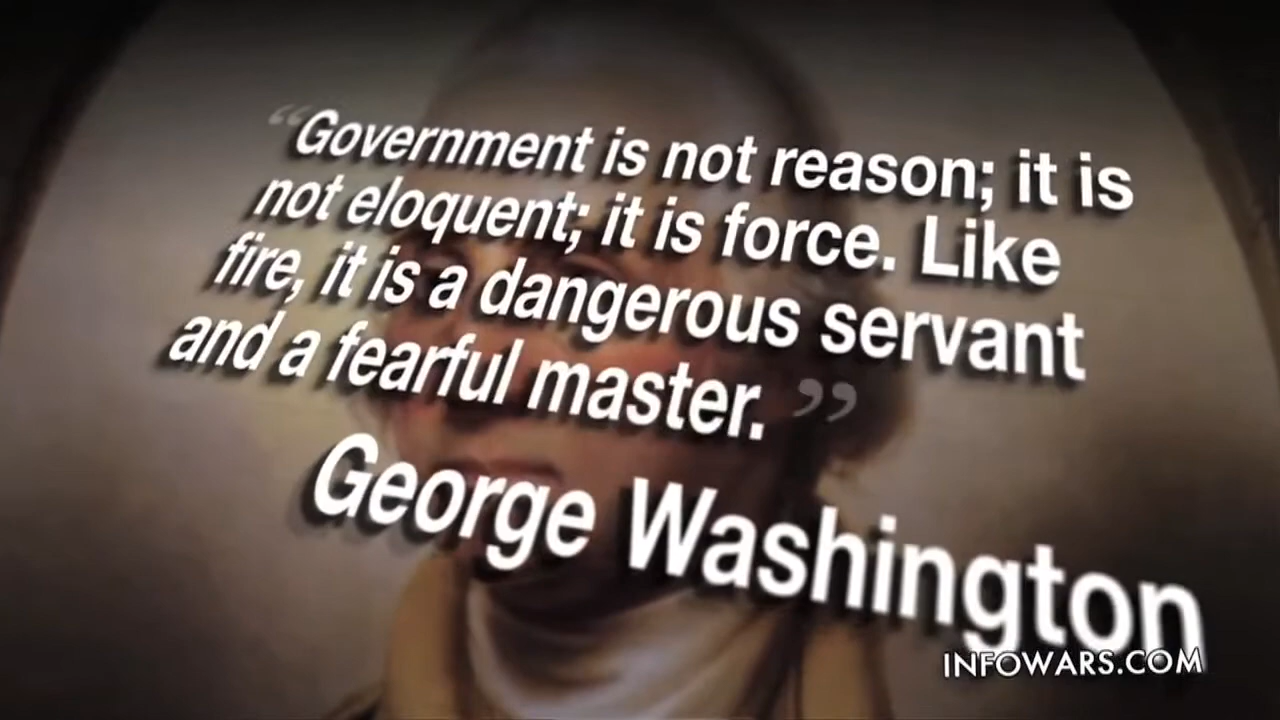 “Government is not reason; it is
not eloquent; it is force. Like
fire, it is a dangerous servant
and a fearful master.”
George Washington
INFOWARS.COM